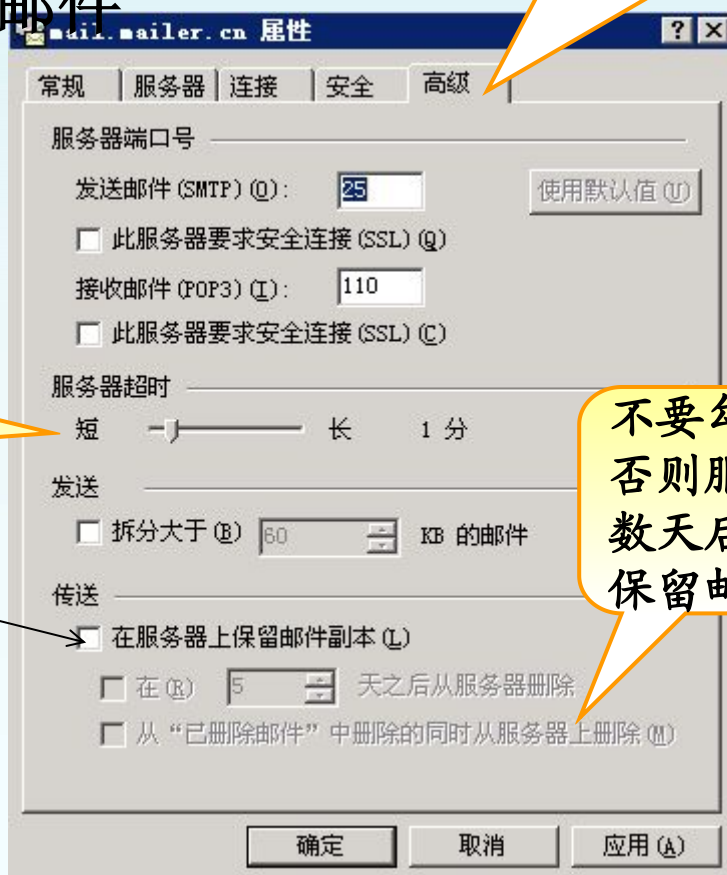 邮件
mail.mailer.cn 属性
常规 服务器 连接 安全 高级
服务器端口号
发送邮件(SMTP)(O): 25 使用默认值(U)
此服务器要求安全连接(SSL)(Q)
接收邮件(POP3)(I): 110
此服务器要求安全连接(SSL)(C)
服务器超时
短 长 1 分
不要
否则服
数天后
保留邮
发送
拆分大于(B) 60 KB 的邮件
传送
在服务器上保留邮件副本(L)
在(R) 5 天之后从服务器删除
从“已删除邮件”中删除的同时从服务器上删除(M)
确定 取消 应用(A)